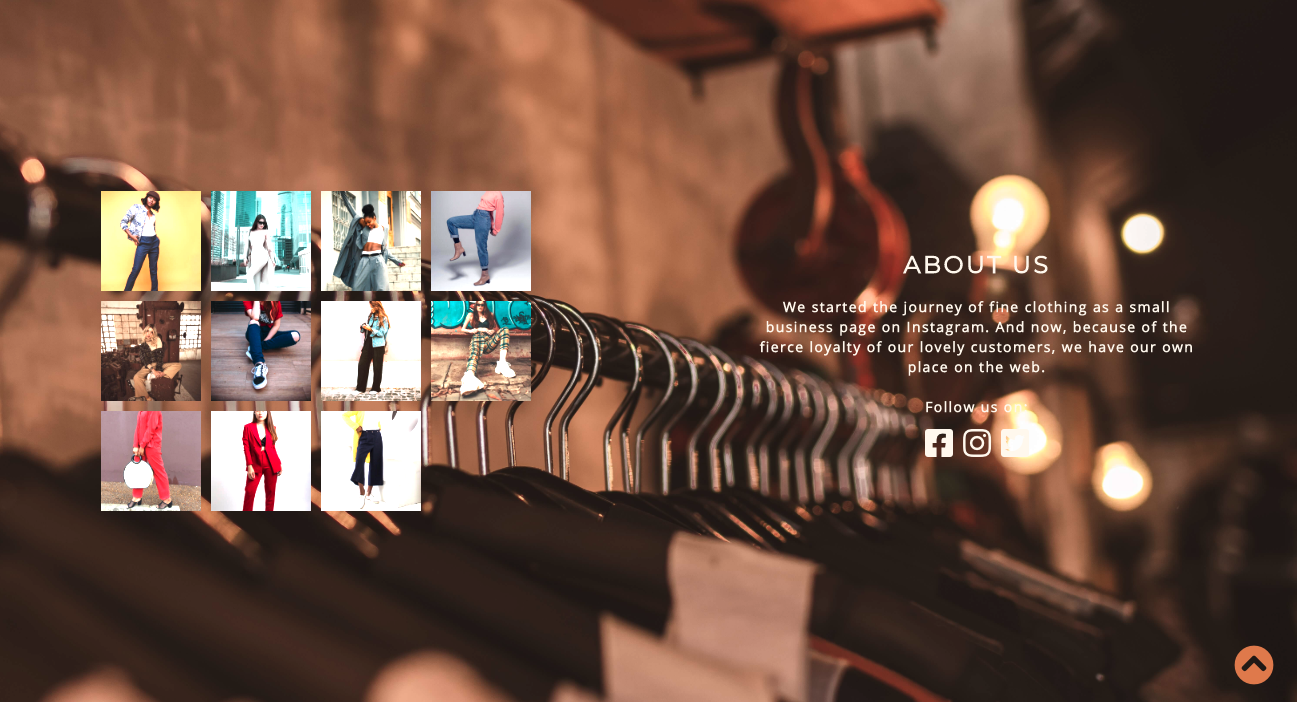 ABOUT US
We started the journey of fine clothing as a small
business page on Instagram. And now, because of the
fierce loyalty of our lovely customers, we have our own
place on the web.
Follow us on: